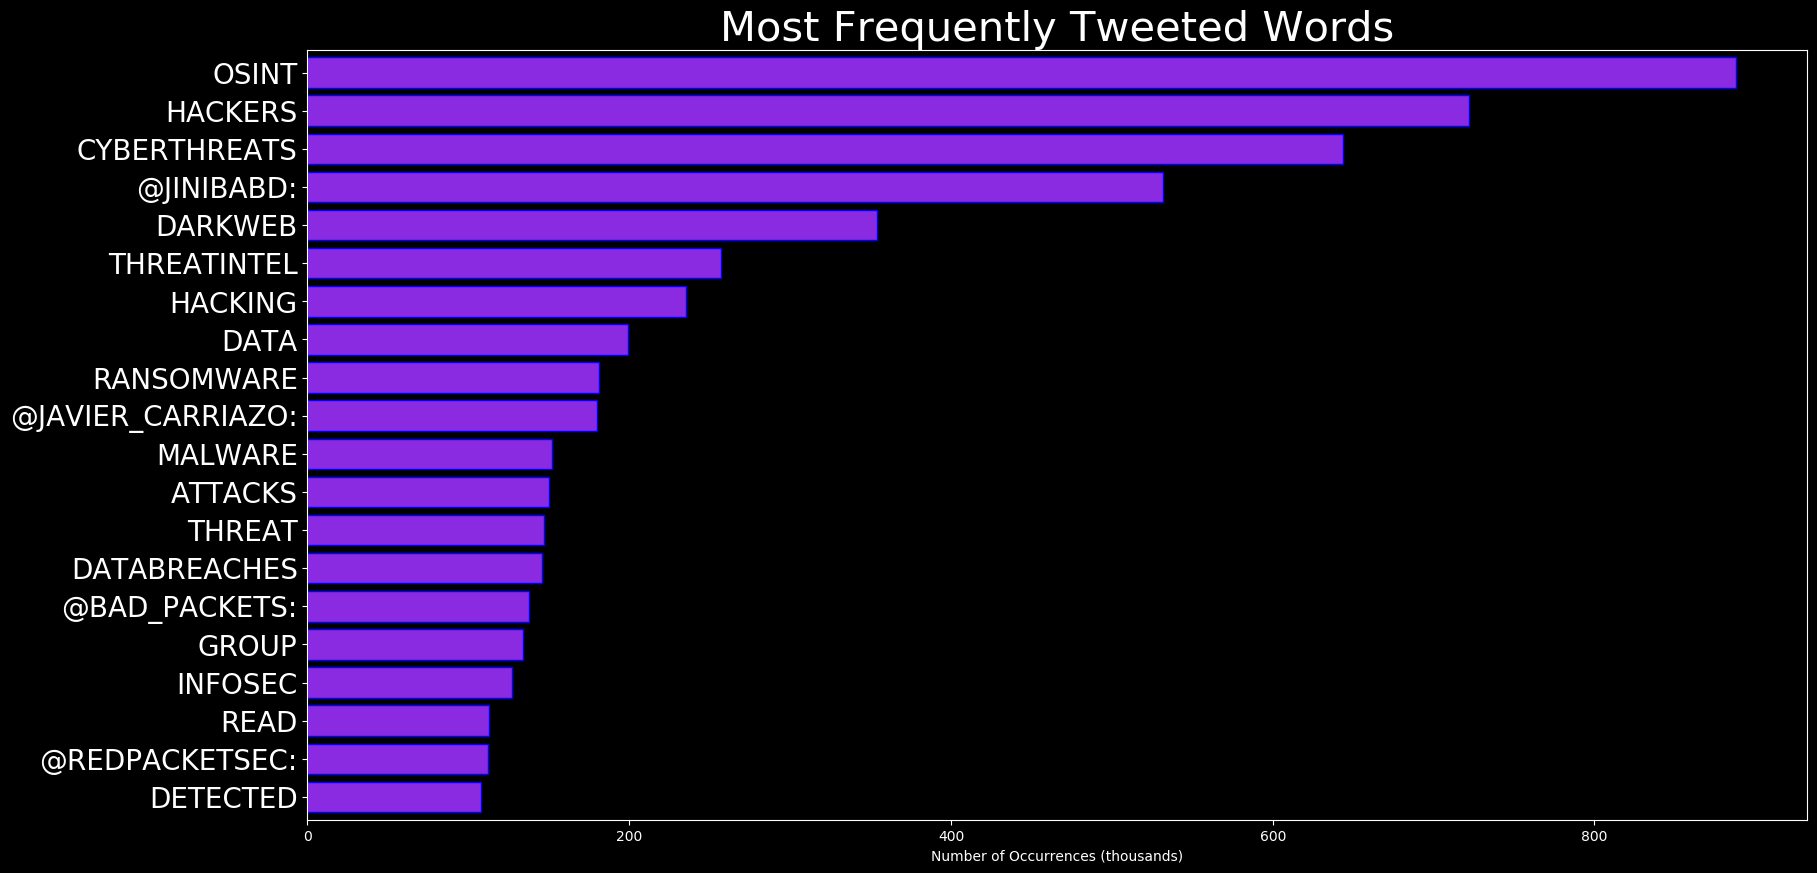 Most Frequently Tweeted Words
OSINT
HACKERS
CYBERTHREATS
@JINIBABD:
DARKWEB
THREATINTEL
HACKING
DATA
RANSOMWARE
@JAVIER_CARRIAZO:
MALWARE
ATTACKS
THREAT
DATABREACHES
@BAD_PACKETS:
GROUP
INFOSEC
READ
@REDPACKETSEC:
DETECTED
0 200 400 600 800
Number of Occurrences (thousands)